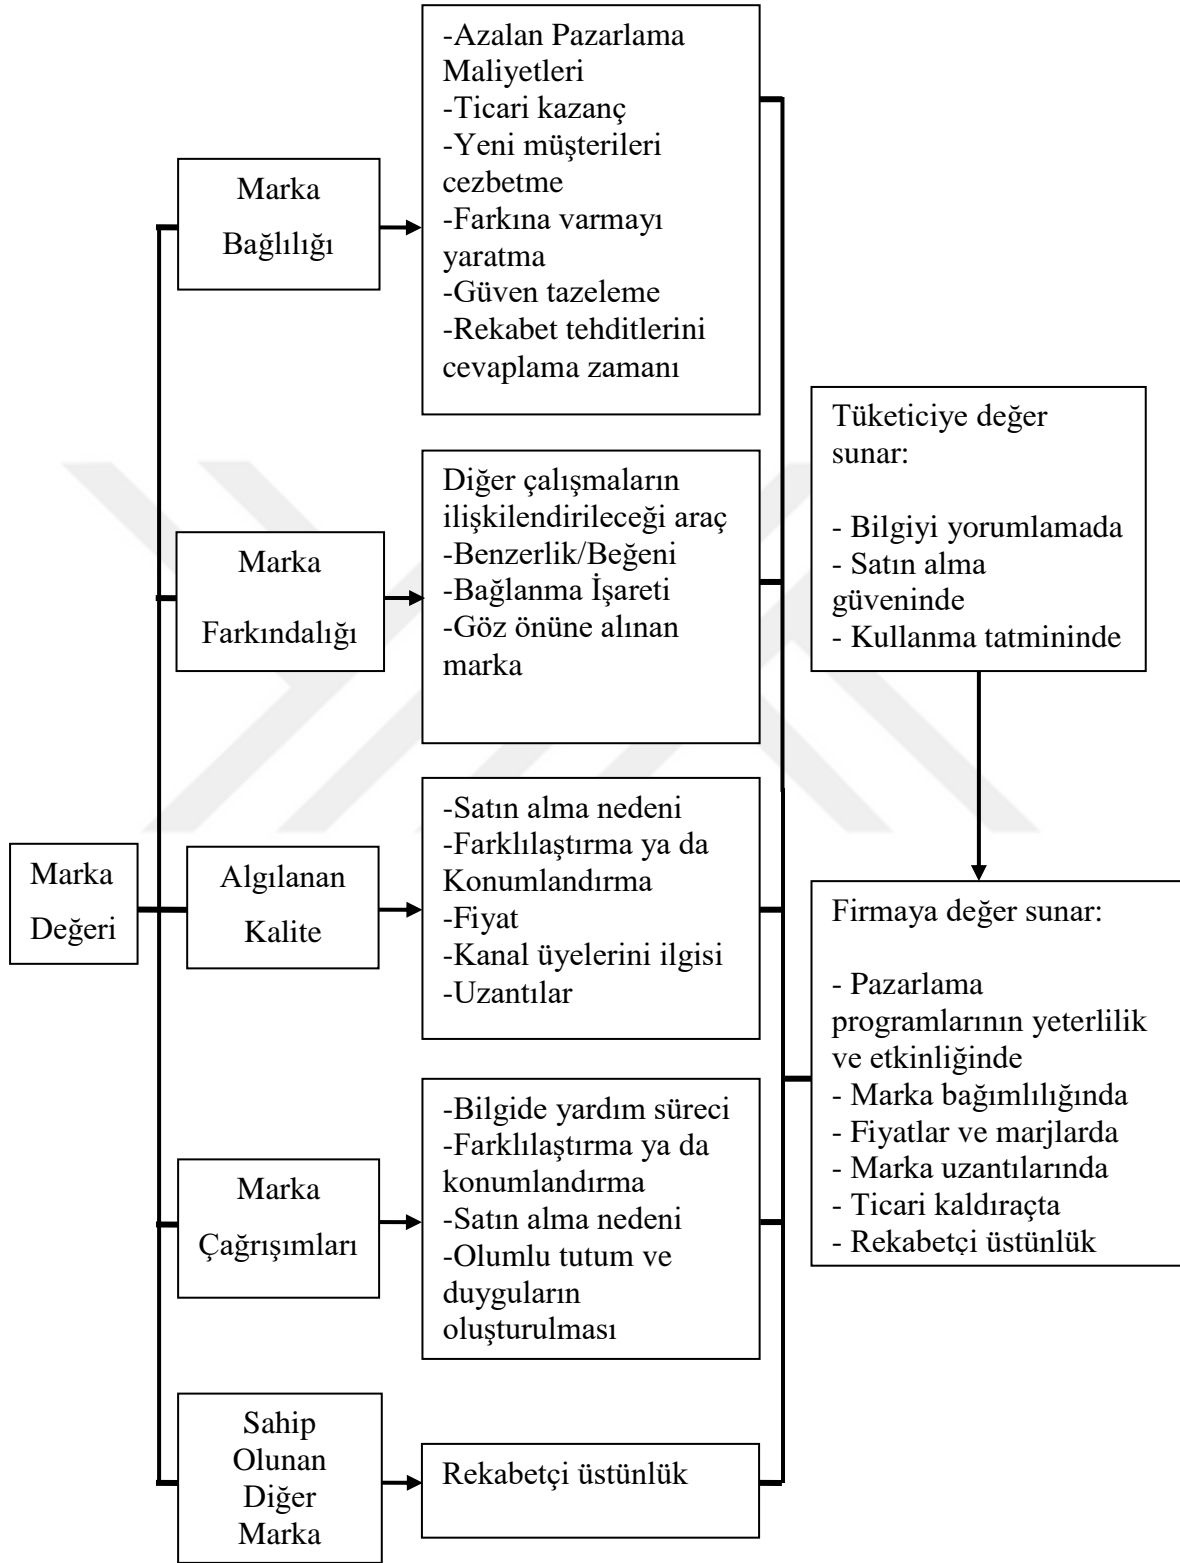 Marka
Değeri
Marka
Bağlılığı
-Azalan Pazarlama
Maliyetleri
-Ticari kazanç
-Yeni müşterileri
cezbetme
-Farkına varmayı
yaratma
-Güven tazeleme
-Rekabet tehditlerini
cevaplama zamanı
Marka
Farkındalığı
Diğer çalışmaların
ilişkilendirileceği araç
-Benzerlik/Beğeni
-Bağlanma İşareti
-Göz önüne alınan
marka
Algılanan
Kalite
-Satın alma nedeni
-Farklılaştırma ya da
Konumlandırma
-Fiyat
-Kanal üyelerini ilgisi
-Uzantılar
Marka
Çağrışımları
-Bilgide yardım süreci
-Farklılaştırma ya da
konumlandırma
-Satın alma nedeni
-Olumlu tutum ve
duyguların
oluşturulması
Sahip
Olunan
Diğer
Marka
Rekabetçi üstünlük
Tüketiciye değer
sunar:
- Bilgiyi yorumlamada
- Satın alma
güveninde
- Kullanma tatmininde
Firmaya değer sunar:
- Pazarlama
programlarının yeterlilik
ve etkinliğinde
- Marka bağımlılığında
- Fiyatlar ve marjlarda
- Marka uzantılarında
- Ticari kaldıraçta
- Rekabetçi üstünlük